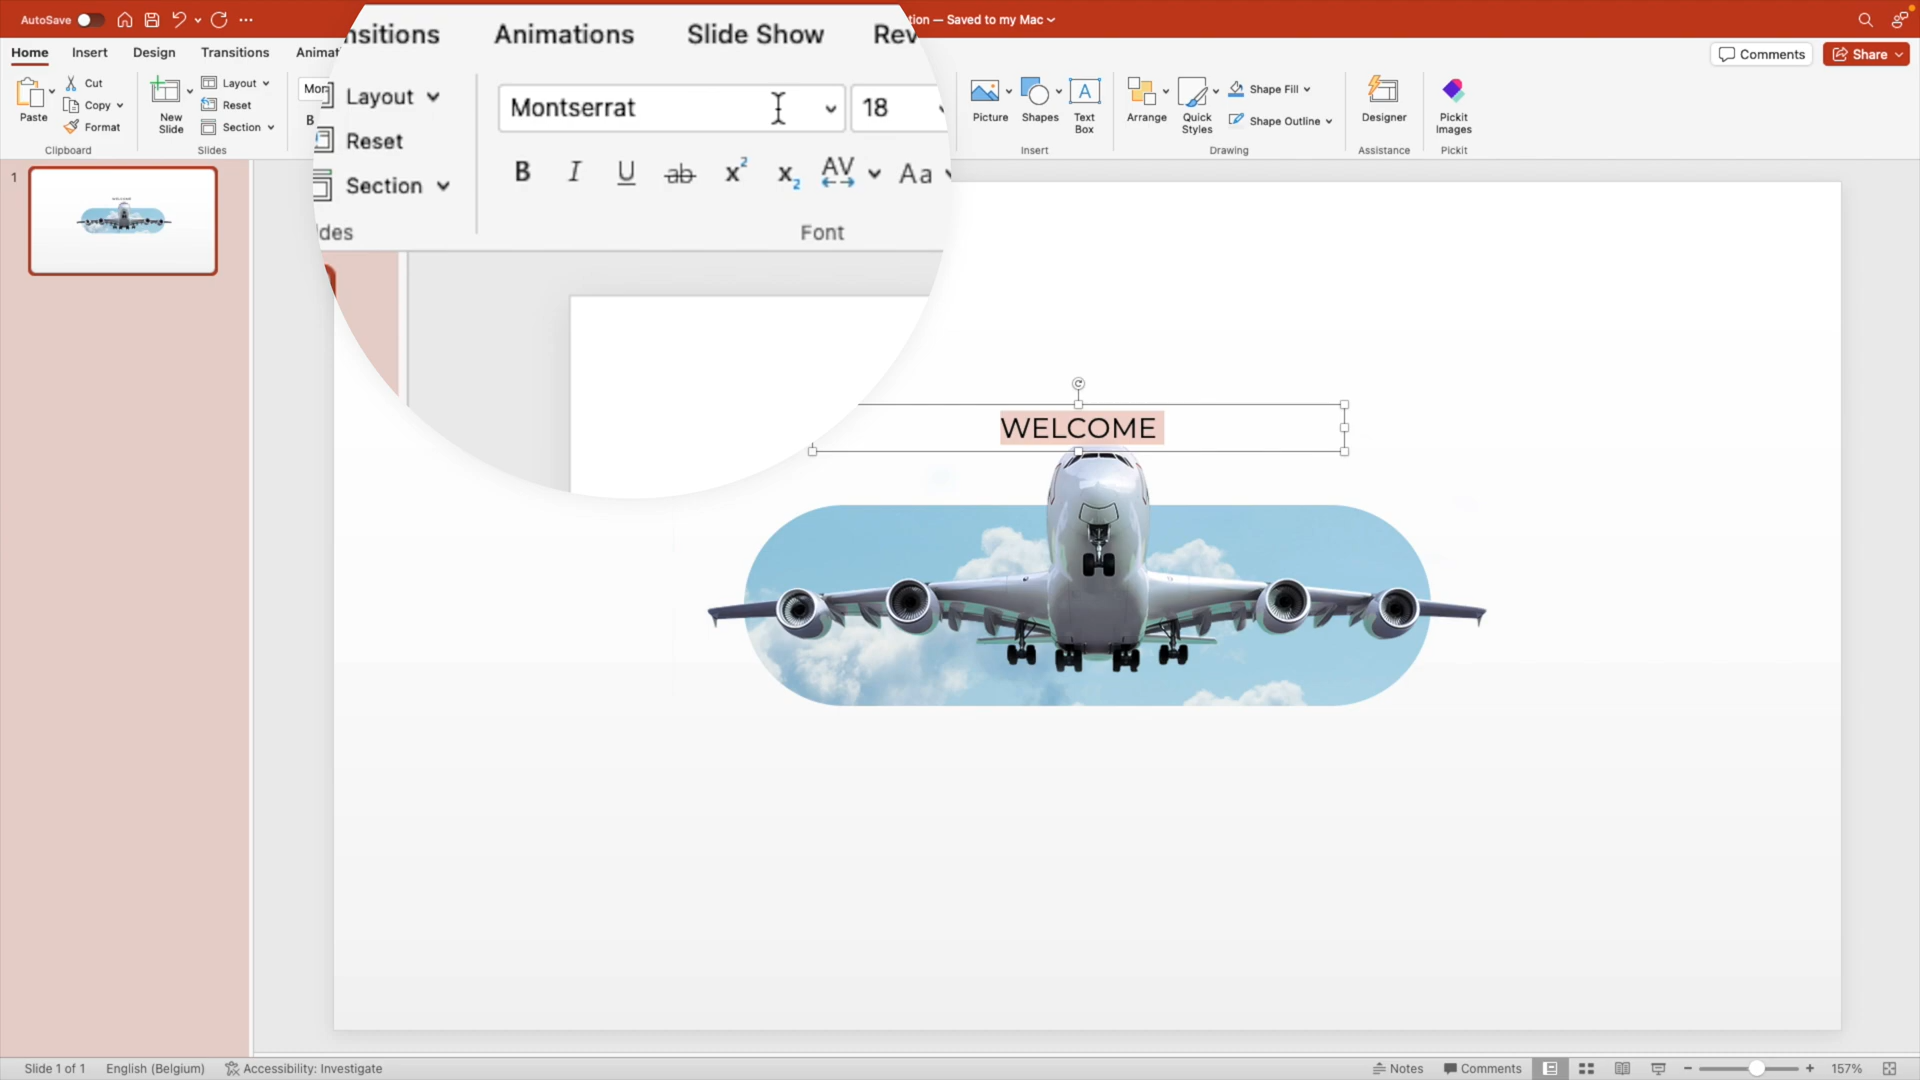 AutoSave
tion — Saved to my Mac
Home Insert Design Transitions Animat
Comments Share
nsitions Animations Slide Show Rev
Paste Cut Copy Format
Clipboard
New Slide Layout Reset Section
Slides
Mon
B
Layout
Reset
Section
des
Montserrat 18
B I U ab x² x₂ AV Aa
Font
Picture Shapes Text Box
Insert
Arrange Quick Styles Shape Fill Shape Outline
Drawing
Designer
Assistance
Pickit Images
Pickit
1
WELCOME
WELCOME
Slide 1 of 1 English (Belgium) Accessibility: Investigate Notes Comments 157%